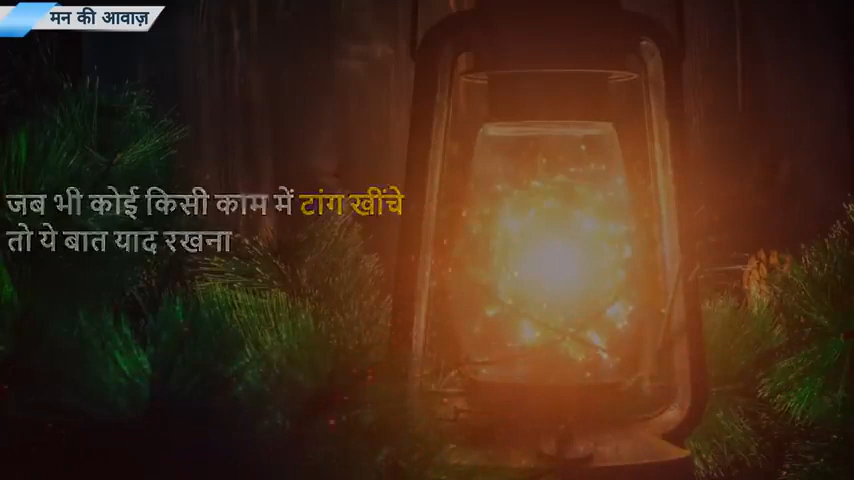 मन की आवाज़
जब भी कोई किसी काम में टांग खींचे
तो ये बात याद रखना